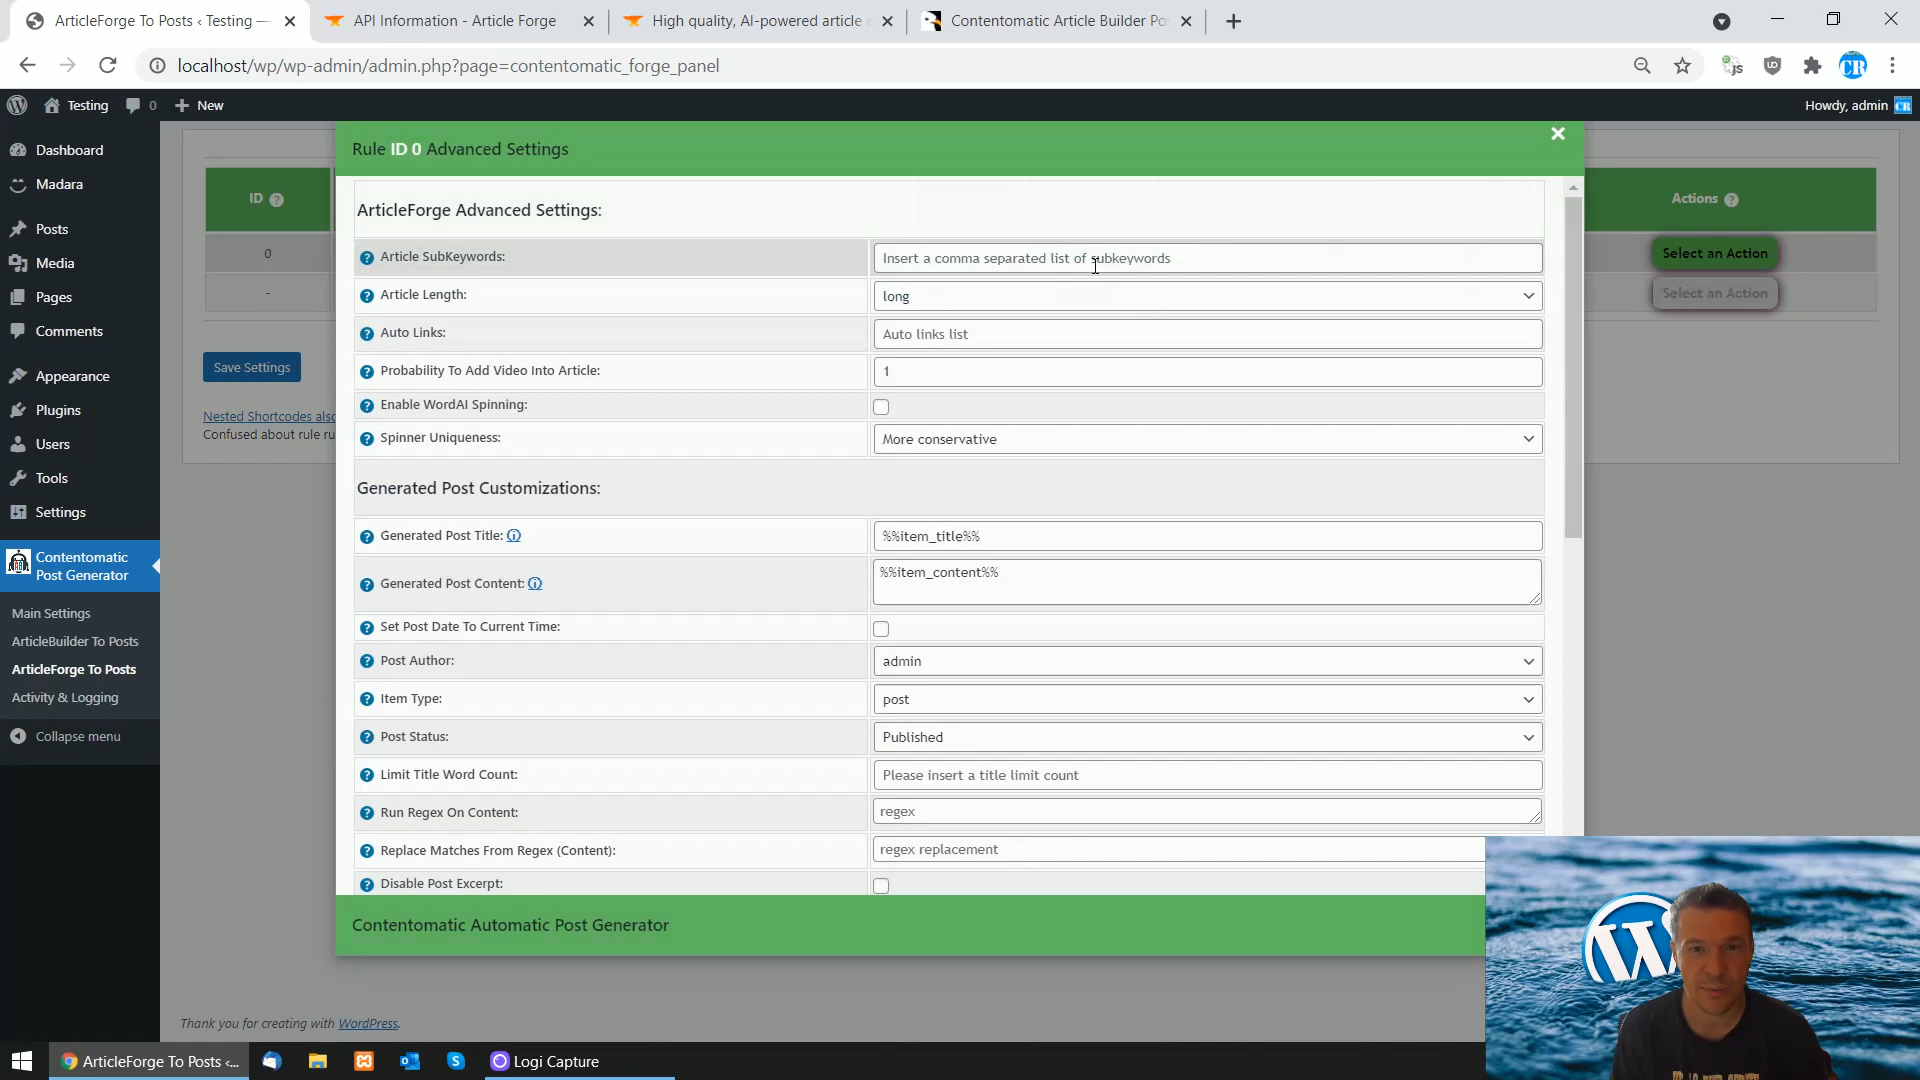 ArticleForge To Posts ‹ Testing —
API Information - Article Forge
High quality, AI-powered article
Contentomatic Article Builder Po
localhost/wp/wp-admin/admin.php?page=contentomatic_forge_panel
Testing
0
New
Howdy, admin
Dashboard
Madara
Posts
Media
Pages
Comments
Appearance
Plugins
Users
Tools
Settings
Contentomatic
Post Generator
Main Settings
ArticleBuilder To Posts
ArticleForge To Posts
Activity & Logging
Collapse menu
ID
0
-
Save Settings
Nested Shortcodes also
Confused about rule ru
Actions
Select an Action
Select an Action
Rule ID 0 Advanced Settings
ArticleForge Advanced Settings:
Article SubKeywords:
Insert a comma separated list of subkeywords
Article Length:
long
Auto Links:
Auto links list
Probability To Add Video Into Article:
1
Enable WordAI Spinning:
Spinner Uniqueness:
More conservative
Generated Post Customizations:
Generated Post Title:
%%item_title%%
Generated Post Content:
%%item_content%%
Set Post Date To Current Time:
Post Author:
admin
Item Type:
post
Post Status:
Published
Limit Title Word Count:
Please insert a title limit count
Run Regex On Content:
regex
Replace Matches From Regex (Content):
regex replacement
Disable Post Excerpt:
Contentomatic Automatic Post Generator
Thank you for creating with WordPress.
ArticleForge To Posts ‹...
Logi Capture